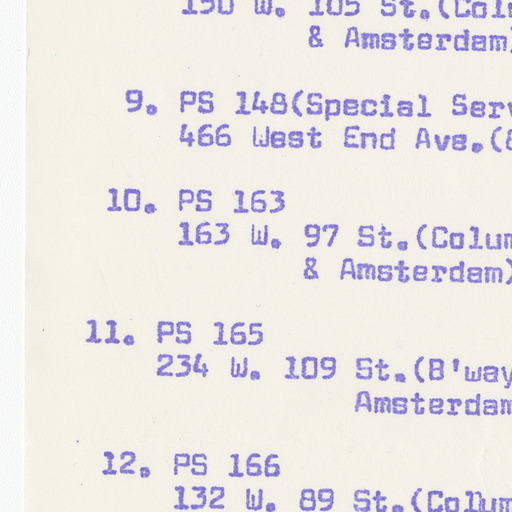 150 W. 105 St.(Colu
& Amsterdam)
9. PS 148(Special Serv
466 West End Ave.(8
10. PS 163
163 W. 97 St.(Colum
& Amsterdam)
11. PS 165
234 W. 109 St.(B'way
Amsterdam
12. PS 166
132 W. 89 St.(Colum